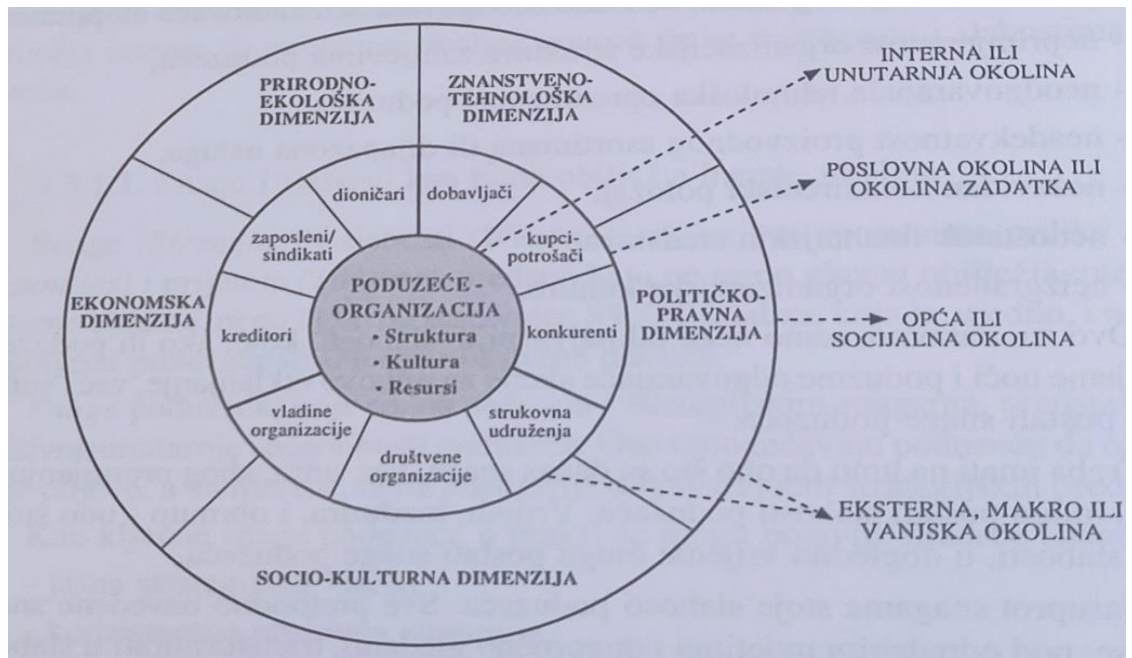 PRIRODNO-
EKOLOŠKA
DIMENZIJA
ZNANSTVENO-
TEHNOLOŠKA
DIMENZIJA
INTERNA ILI
UNUTARNJA OKOLINA
POSLOVNA OKOLINA ILI
OKOLINA ZADATKA
dioničari
dobavljači
zaposleni/
sindikati
kupci-
potrošači
EKONOMSKA
DIMENZIJA
kreditori
PODUZEĆE -
ORGANIZACIJA
• Struktura
• Kultura
• Resursi
konkurenti
POLITIČKO-
PRAVNA
DIMENZIJA
OPĆA ILI
SOCIJALNA OKOLINA
vladine
organizacije
društvene
organizacije
strukovna
udruženja
EKSTERNA, MAKRO ILI
VANJSKA OKOLINA
SOCIO-KULTURNA DIMENZIJA